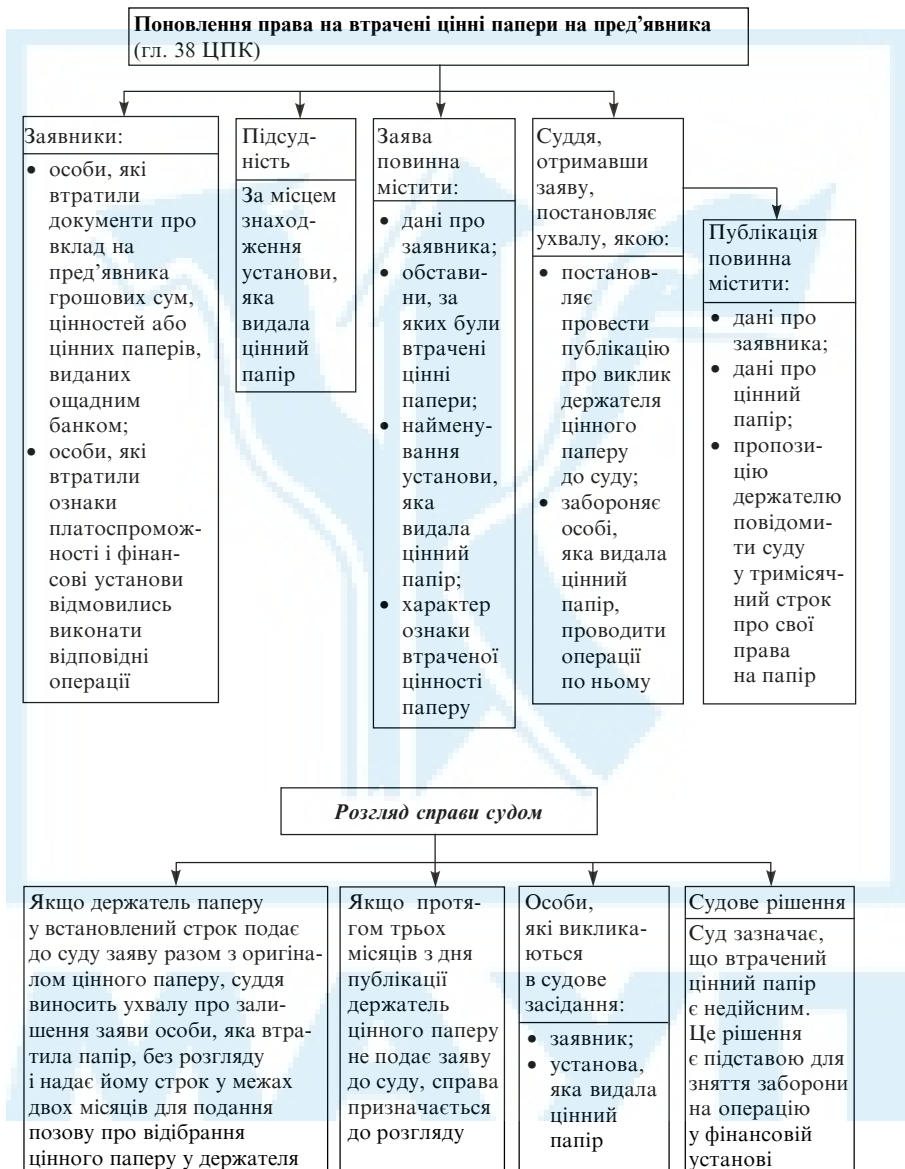 Поновлення права на втрачені цінні папери на пред'явника
(гл. 38 ЦПК)
Заявники:
• особи, які
втратили
документи про
вклад на
пред'явника
грошових сум,
цінностей або
цінних паперів,
виданих
ощадним
банком;
• особи, які
втратили
ознаки
платоспромож-
ності і фінан-
сові установи
відмовились
виконати
відповідні
операції
Підсуд-
ність
За місцем
знаход-
ження
установи,
яка
видала
цінний
папір
Заява
повинна
містити:
• дані про
заявника;
• обстави-
ни, за
яких були
втрачені
цінні
папери;
• наймену-
вання
установи,
яка
видала
цінний
папір;
• характер
ознаки
втраченої
цінності
паперу
Суддя,
отримавши
заяву,
постановляє
ухвалу, якою:
• постанов-
ляє
провести
публікацію
про виклик
держателя
цінного
паперу
до суду;
• забороняє
особі,
яка видала
цінний
папір,
проводити
операції
по ньому
Публікація
повинна
містити:
• дані про
заявника;
• дані про
цінний
папір;
• пропози-
цію
держателю
повідоми-
ти суду
у тримісяч-
ний строк
про свої
права
на папір
Розгляд справи судом
Якщо держатель паперу
у встановлений строк подає
до суду заяву разом з оригіна-
лом цінного паперу, суддя
виносить ухвалу про зали-
шення заяви особи, яка втра-
тила папір, без розгляду
і надає йому строк у межах
двох місяців для подання
позову про відібрання
цінного паперу у держателя
Якщо протя-
гом трьох
місяців з дня
публікації
держатель
цінного паперу
не подає заяву
до суду, справа
призначається
до розгляду
Особи,
які виклика-
ються
в судове
засідання:
• заявник;
• установа,
яка видала
цінний
папір
Судове рішення
Суд зазначає,
що втрачений
цінний папір
є недійсним.
Це рішення
є підставою для
зняття заборони
на операцію
у фінансовій
установі
МАУП